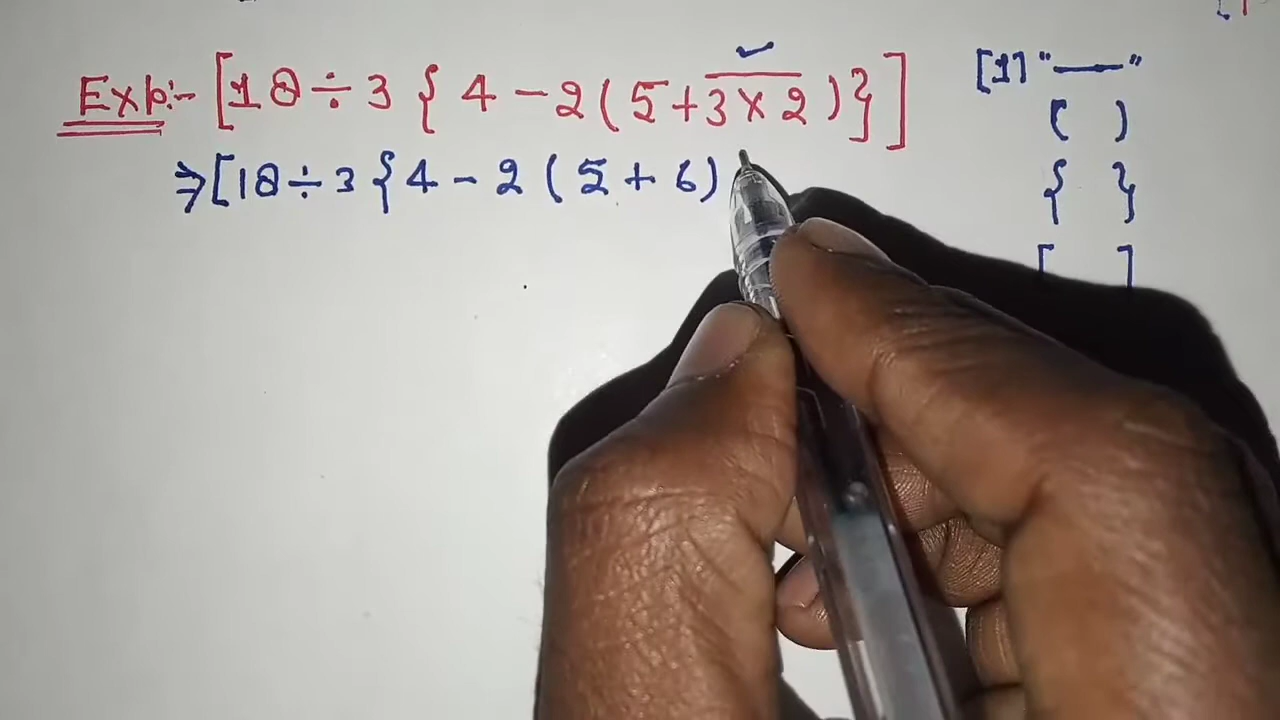 Exp:- [18 ÷ 3 { 4 - 2 ( 5 + 3 × 2 ) } ]
⇒ [18 ÷ 3 { 4 - 2 ( 5 + 6 )
[1] "—"
( )
{ }
[ ]